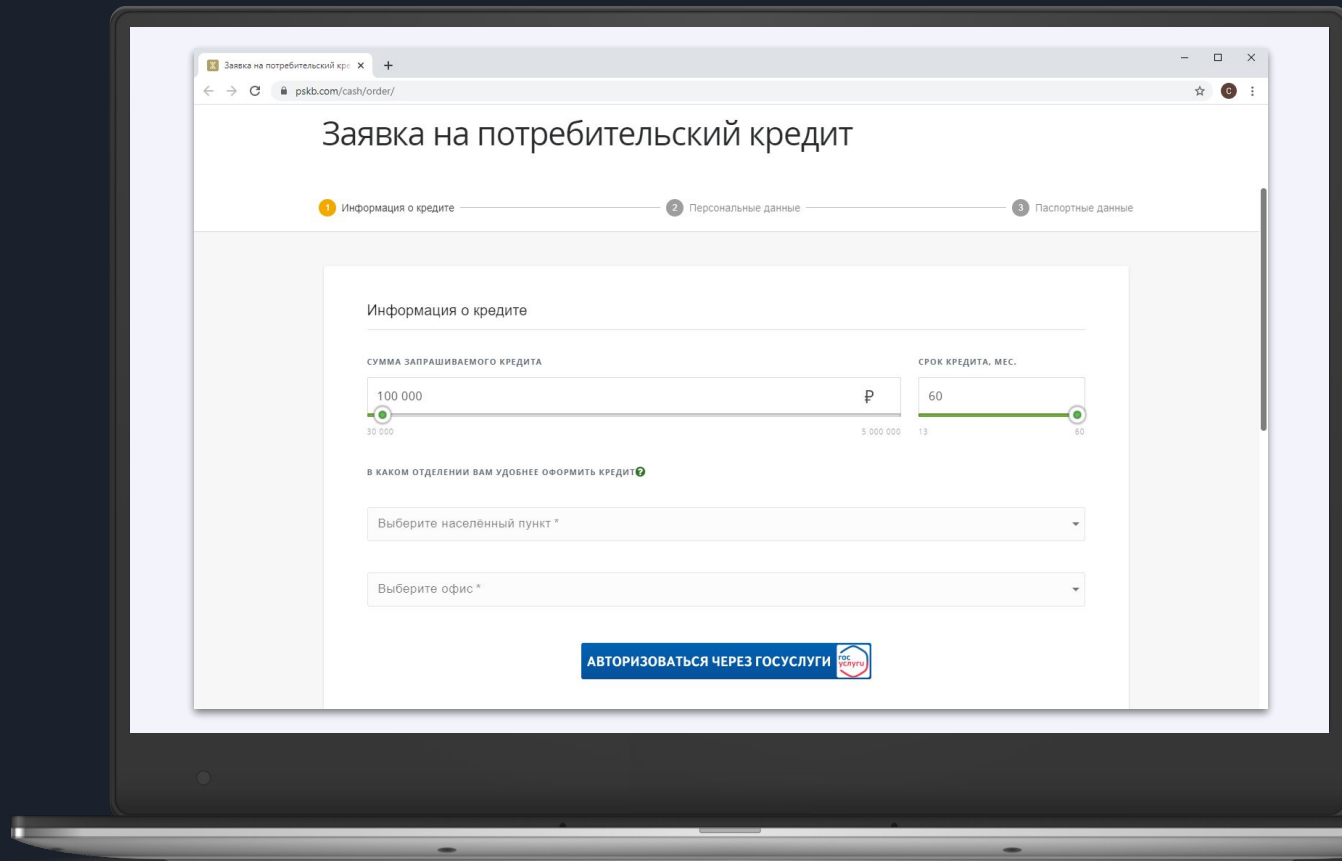 Заявка на потребительский кре
pskb.com/cash/order/
C
Заявка на потребительский кредит
1 Информация о кредите 2 Персональные данные 3 Паспортные данные
Информация о кредите
СУММА ЗАПРАШИВАЕМОГО КРЕДИТА СРОК КРЕДИТА, МЕС.
100 000 ₽ 60
30 000 5 000 000 13 60
В КАКОМ ОТДЕЛЕНИИ ВАМ УДОБНЕЕ ОФОРМИТЬ КРЕДИТ?
Выберите населённый пункт *
Выберите офис *
АВТОРИЗОВАТЬСЯ ЧЕРЕЗ ГОСУСЛУГИ гос
услуги